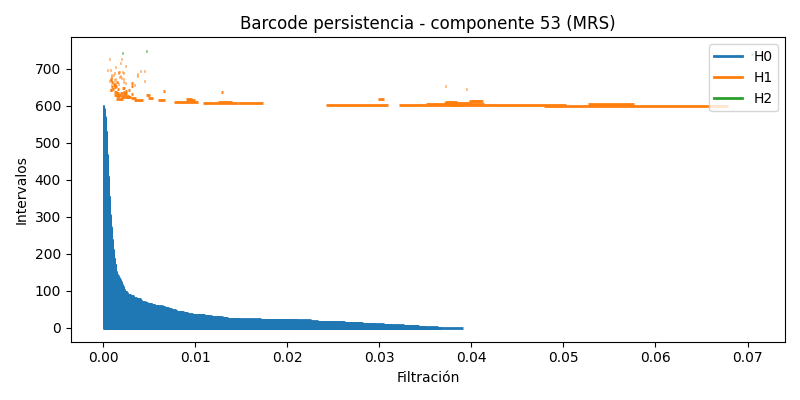 Barcode persistencia - componente 53 (MRS)
H0
H1
H2
Intervalos
700
600
500
400
300
200
100
0
0.00 0.01 0.02 0.03 0.04 0.05 0.06 0.07
Filtración